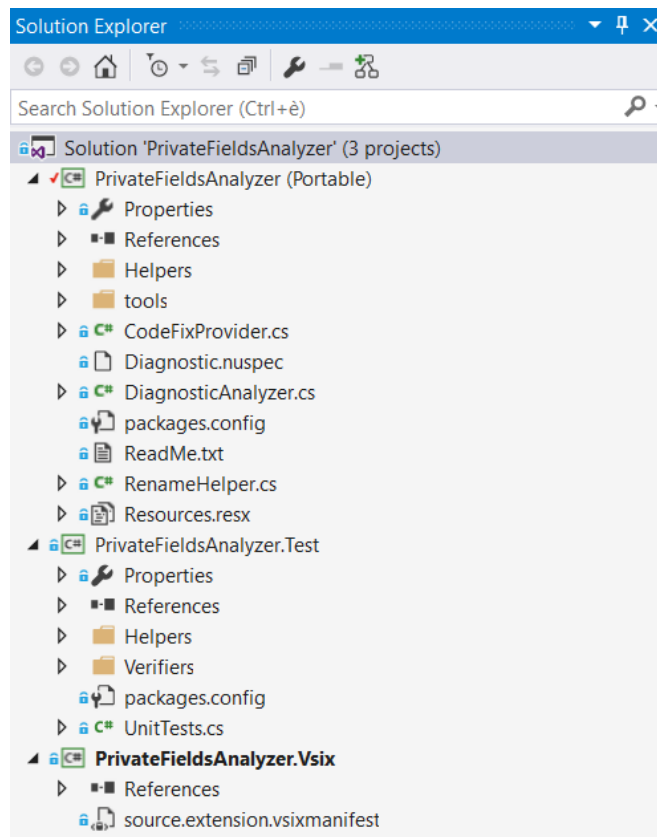 Solution Explorer
Search Solution Explorer (Ctrl+è)
Solution 'PrivateFieldsAnalyzer' (3 projects)
C# PrivateFieldsAnalyzer (Portable)
Properties
References
Helpers
tools
C# CodeFixProvider.cs
Diagnostic.nuspec
C# DiagnosticAnalyzer.cs
packages.config
ReadMe.txt
C# RenameHelper.cs
Resources.resx
C# PrivateFieldsAnalyzer.Test
Properties
References
Helpers
Verifiers
packages.config
C# UnitTests.cs
C# PrivateFieldsAnalyzer.Vsix
References
source.extension.vsixmanifest